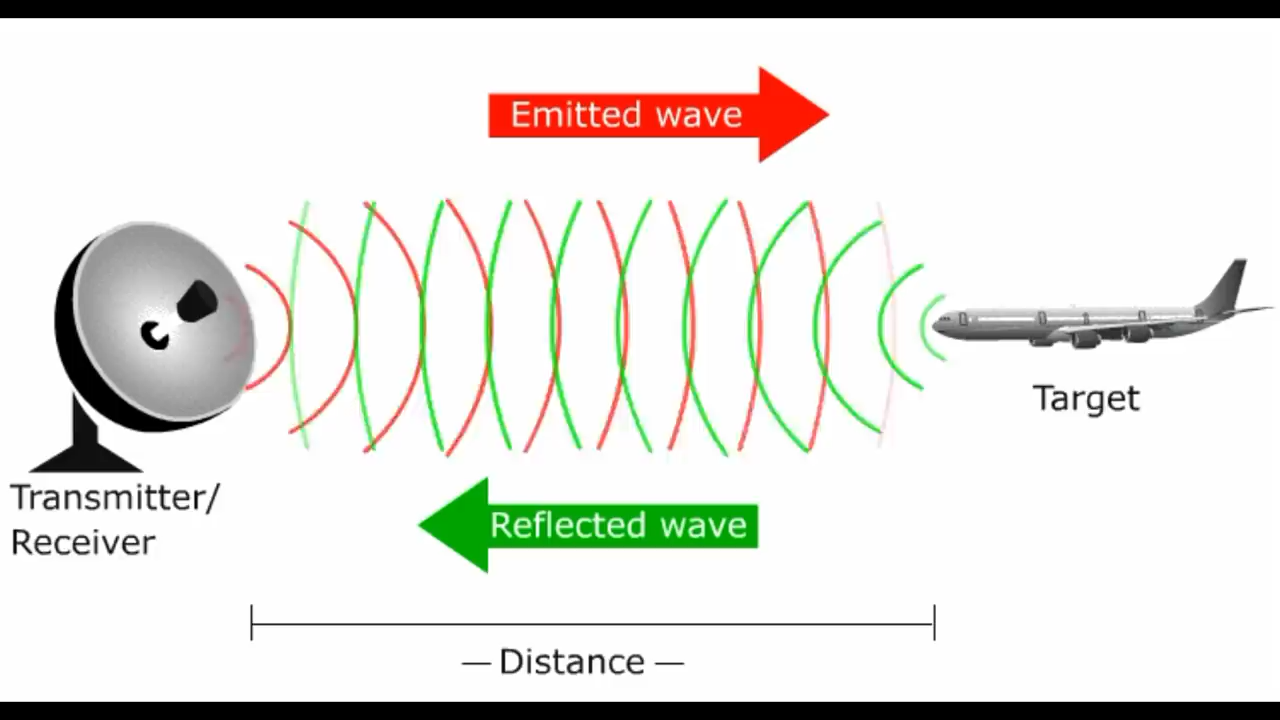 Emitted wave
Target
Transmitter/
Receiver
Reflected wave
— Distance —